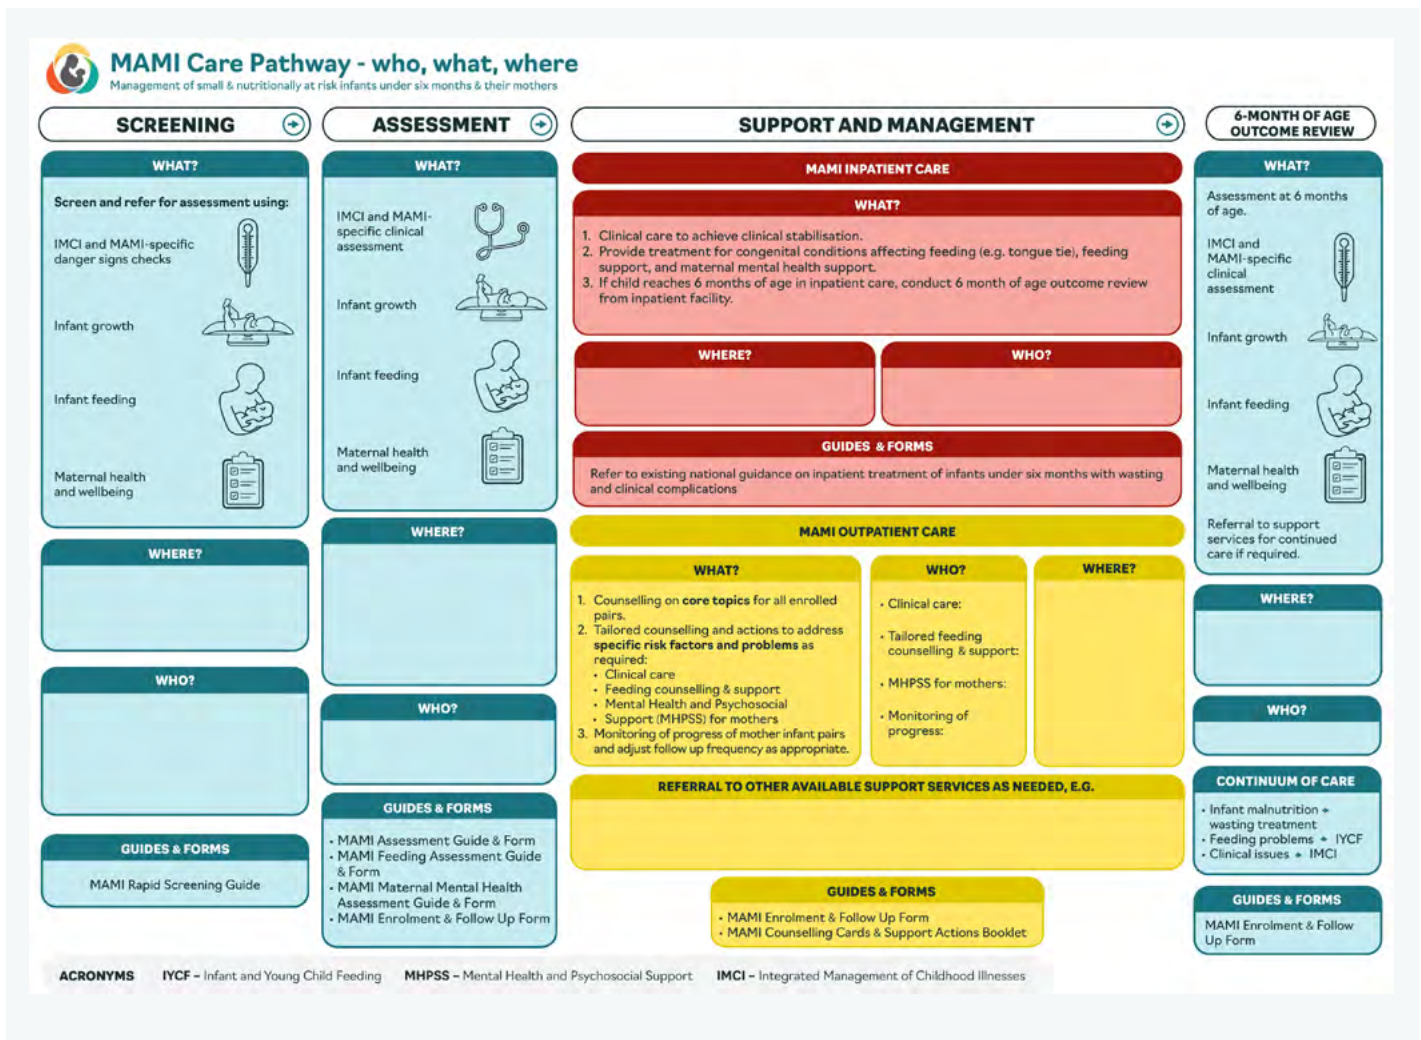 MAMI Care Pathway - who, what, where
Management of small & nutritionally at risk infants under six months & their mothers
SCREENING
WHAT?
Screen and refer for assessment using:
IMCI and MAMI-specific
danger signs checks
Infant growth
Infant feeding
Maternal health
and wellbeing
WHERE?
WHO?
GUIDES & FORMS
MAMI Rapid Screening Guide
ASSESSMENT
WHAT?
IMCI and MAMI-
specific clinical
assessment
Infant growth
Infant feeding
Maternal health
and wellbeing
WHERE?
WHO?
GUIDES & FORMS
• MAMI Assessment Guide & Form
• MAMI Feeding Assessment Guide
& Form
• MAMI Maternal Mental Health
Assessment Guide & Form
• MAMI Enrolment & Follow Up Form
SUPPORT AND MANAGEMENT
MAMI INPATIENT CARE
WHAT?
1. Clinical care to achieve clinical stabilisation.
2. Provide treatment for congenital conditions affecting feeding (e.g. tongue tie), feeding
support, and maternal mental health support.
3. If child reaches 6 months of age in inpatient care, conduct 6 month of age outcome review
from inpatient facility.
WHERE?
WHO?
GUIDES & FORMS
Refer to existing national guidance on inpatient treatment of infants under six months with wasting
and clinical complications
MAMI OUTPATIENT CARE
WHAT?
1. Counselling on core topics for all enrolled
pairs.
2. Tailored counselling and actions to address
specific risk factors and problems as
required:
• Clinical care
• Feeding counselling & support
• Mental Health and Psychosocial
• Support (MHPSS) for mothers
3. Monitoring of progress of mother infant pairs
and adjust follow up frequency as appropriate.
WHO?
• Clinical care:
• Tailored feeding
counselling & support:
• MHPSS for mothers:
• Monitoring of
progress:
WHERE?
REFERRAL TO OTHER AVAILABLE SUPPORT SERVICES AS NEEDED, E.G.
GUIDES & FORMS
• MAMI Enrolment & Follow Up Form
• MAMI Counselling Cards & Support Actions Booklet
6-MONTH OF AGE
OUTCOME REVIEW
WHAT?
Assessment at 6 months
of age.
IMCI and
MAMI-specific
clinical
assessment
Infant growth
Infant feeding
Maternal health
and wellbeing
Referral to support
services for continued
care if required.
WHERE?
WHO?
CONTINUUM OF CARE
• Infant malnutrition →
wasting treatment
• Feeding problems → IYCF
• Clinical issues → IMCI
GUIDES & FORMS
MAMI Enrolment & Follow
Up Form
ACRONYMS IYCF – Infant and Young Child Feeding MHPSS – Mental Health and Psychosocial Support IMCI – Integrated Management of Childhood Illnesses